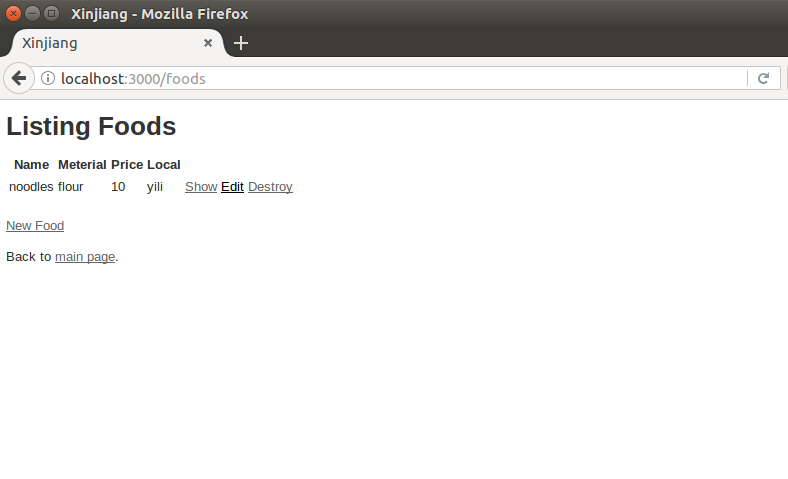 Xinjiang - Mozilla Firefox
Xinjiang
localhost:3000/foods
Listing Foods
Name Meterial Price Local
noodles flour 10 yili Show Edit Destroy
New Food
Back to main page.